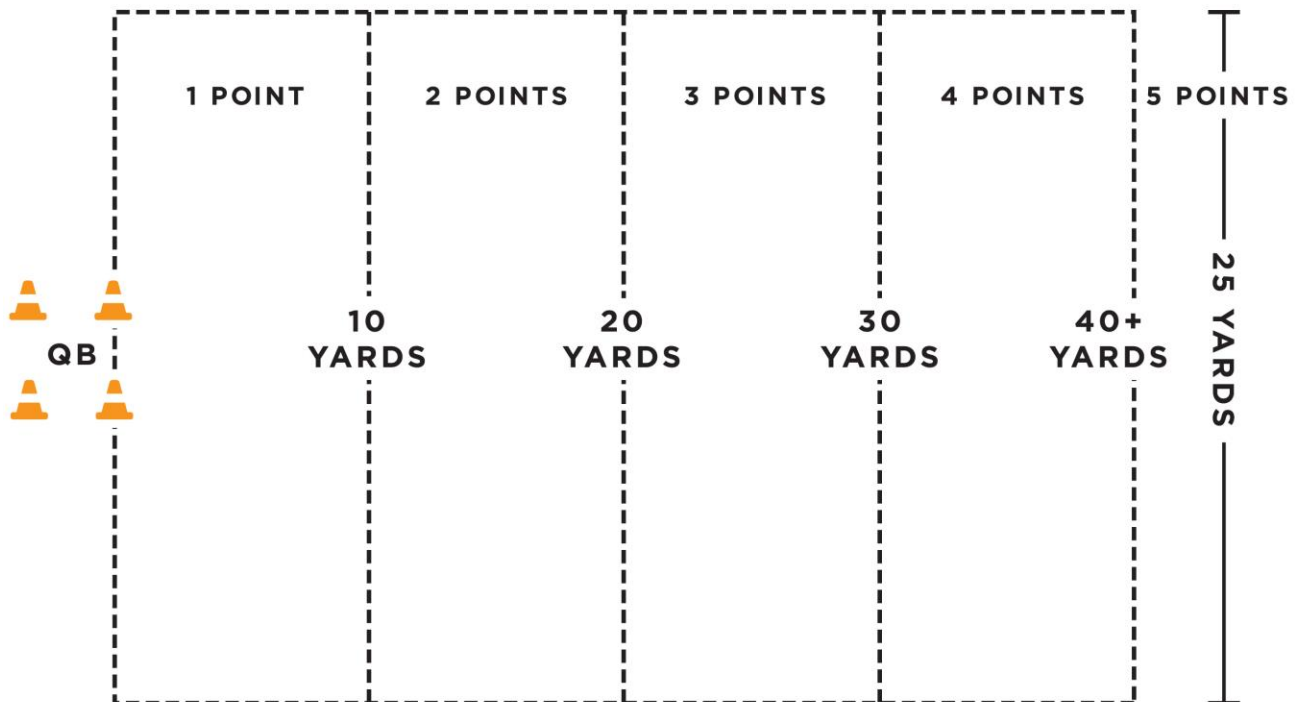 1 POINT
2 POINTS
3 POINTS
4 POINTS
5 POINTS
QB
10
YARDS
20
YARDS
30
YARDS
40+
YARDS
25 YARDS